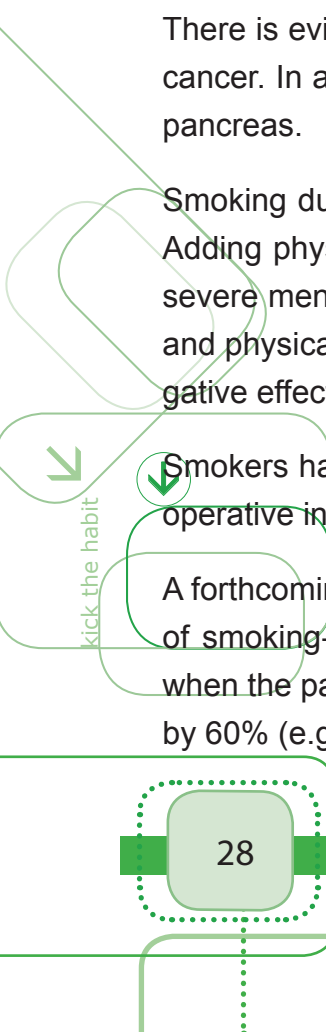 There is evi
cancer. In a
pancreas.
Smoking du
Adding phys
severe men
and physica
gative effect
Smokers ha
operative in
A forthcomin
of smoking-
when the pa
by 60% (e.g
kick the habit
28